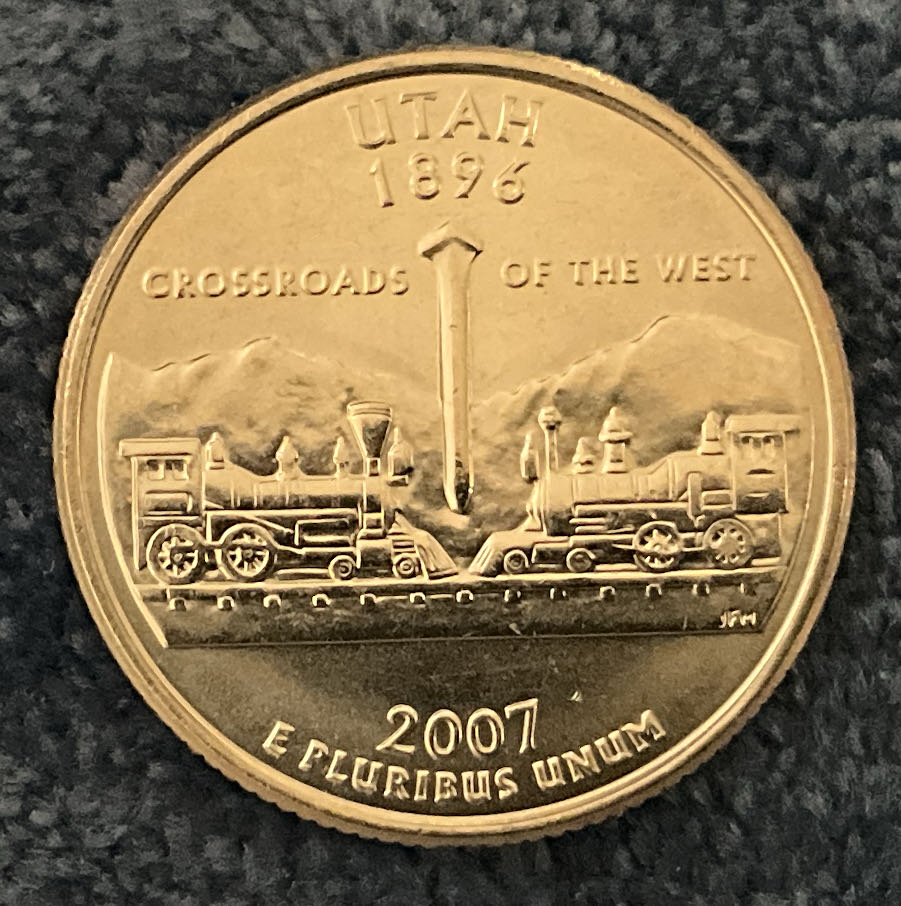 UTAH
1896
CROSSROADS OF THE WEST
JFM
2007
E PLURIBUS UNUM